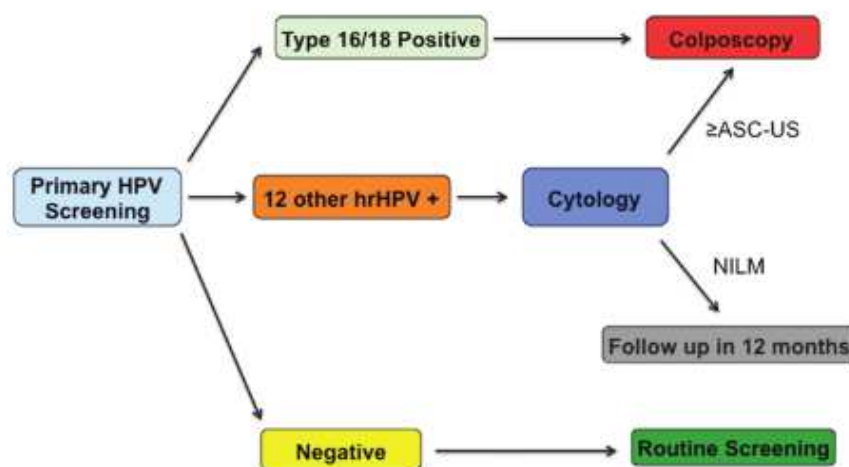 Type 16/18 Positive
Colposcopy
≥ASC-US
Primary HPV
Screening
12 other hrHPV +
Cytology
NILM
Follow up in 12 months
Negative
Routine Screening